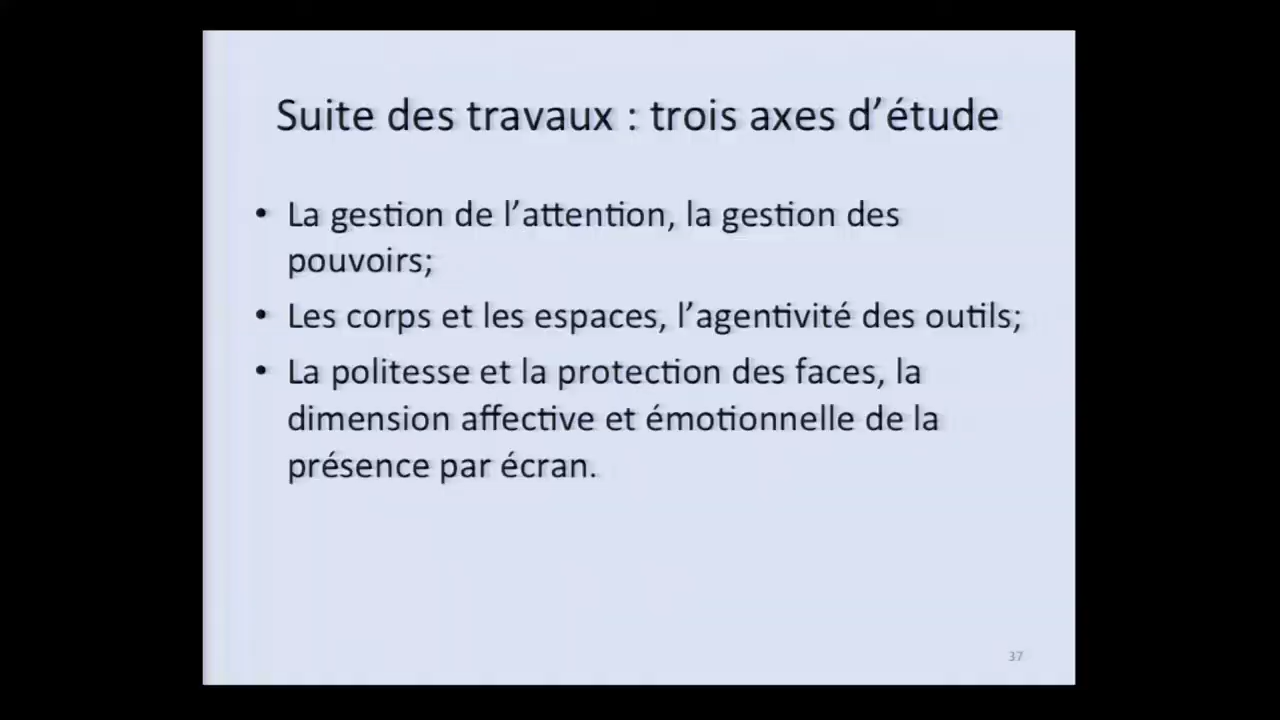 Suite des travaux : trois axes d’étude
• La gestion de l’attention, la gestion des
pouvoirs;
• Les corps et les espaces, l’agentivité des outils;
• La politesse et la protection des faces, la
dimension affective et émotionnelle de la
présence par écran.
37